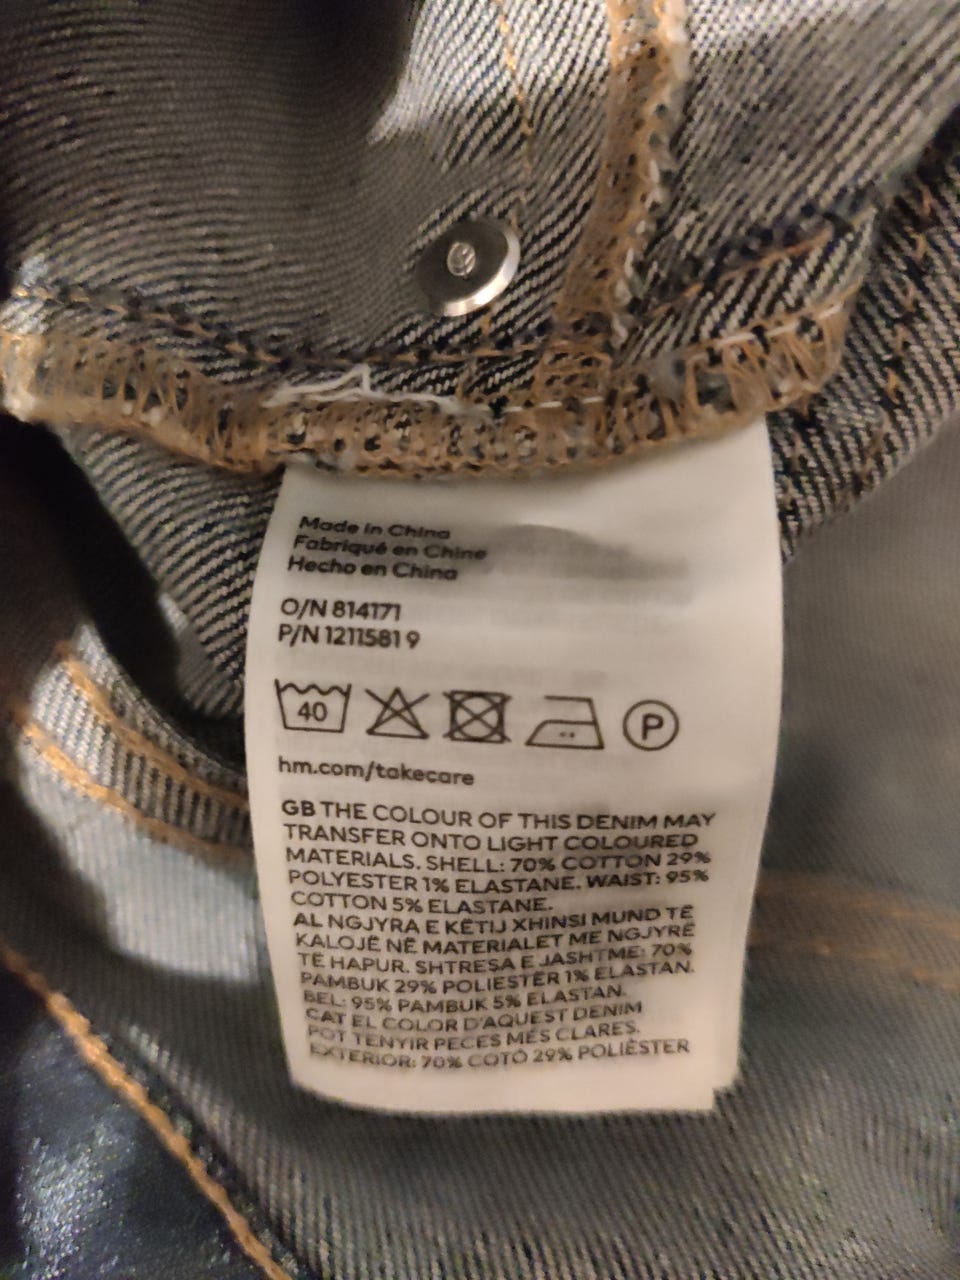 Made in China
Fabriqué en Chine
Hecho en China
O/N 814171
P/N 1211581 9
40
P
hm.com/takecare
GB THE COLOUR OF THIS DENIM MAY
TRANSFER ONTO LIGHT COLOURED
MATERIALS. SHELL: 70% COTTON 29%
POLYESTER 1% ELASTANE. WAIST: 95%
COTTON 5% ELASTANE.
AL NGJYRA E KËTIJ XHINSI MUND TË
KALOJË NË MATERIALET ME NGJYRË
TË HAPUR. SHTRESA E JASHTME: 70%
PAMBUK 29% POLIESTËR 1% ELASTAN.
BEL: 95% PAMBUK 5% ELASTAN.
CAT EL COLOR D'AQUEST DENIM
POT TENYIR PECES MÉS CLARES.
EXTERIOR: 70% COTÓ 29% POLIÈSTER